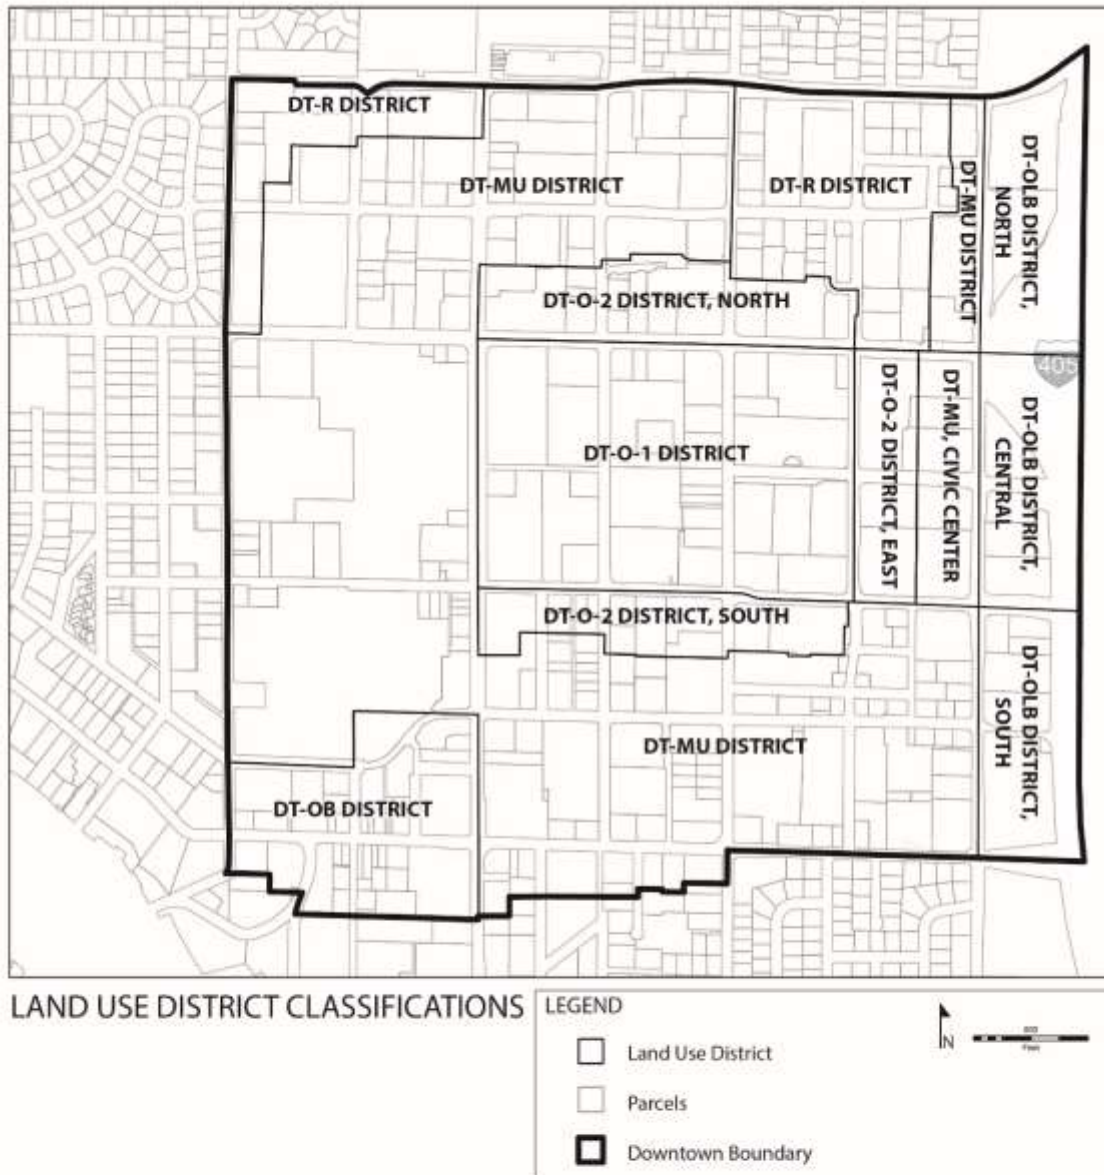 DT-R DISTRICT
DT-MU DISTRICT
DT-R DISTRICT
DT-MU DISTRICT
DT-OLB DISTRICT,
NORTH
DT-O-2 DISTRICT, NORTH
405
DT-O-1 DISTRICT
DT-O-2 DISTRICT, EAST
DT-MU, CIVIC CENTER
DT-OLB DISTRICT,
CENTRAL
DT-O-2 DISTRICT, SOUTH
DT-MU DISTRICT
DT-OLB DISTRICT,
SOUTH
DT-OB DISTRICT
LAND USE DISTRICT CLASSIFICATIONS
LEGEND
N
Land Use District
Parcels
Downtown Boundary